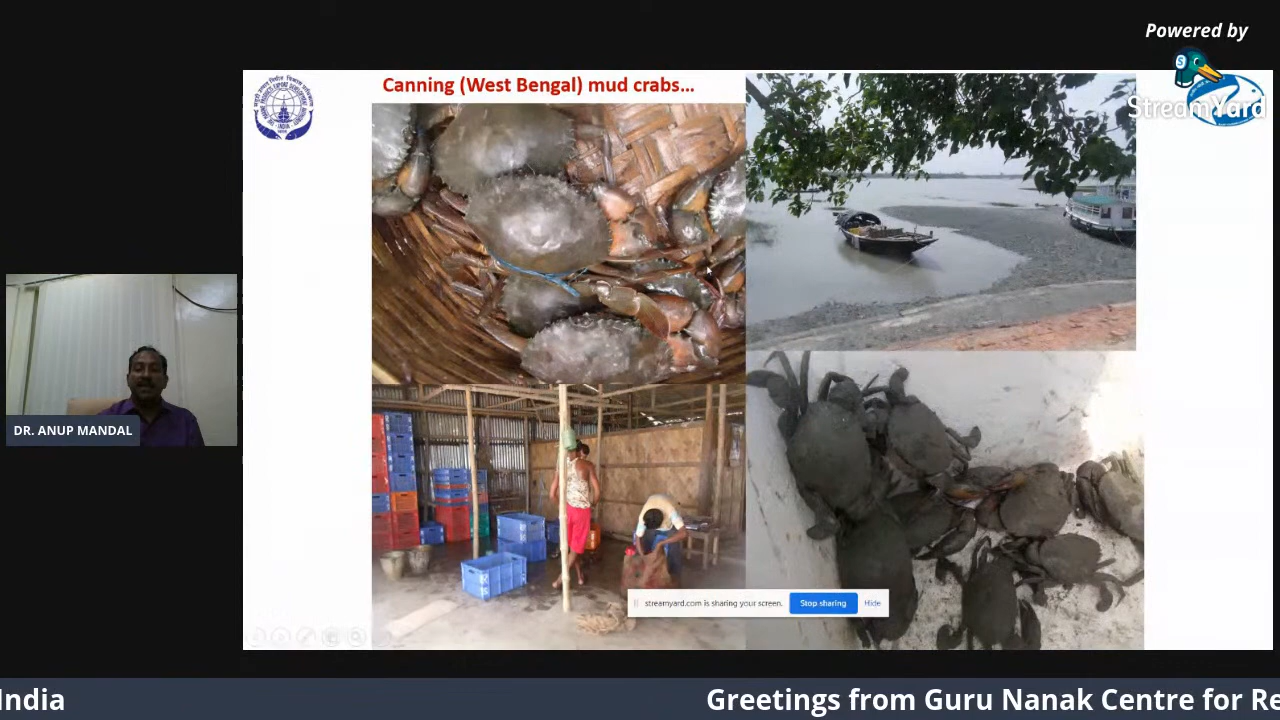 Powered by
StreamYard
Canning (West Bengal) mud crabs...
DR. ANUP MANDAL
streamyard.com is sharing your screen.
Stop sharing
Hide
India
Greetings from Guru Nanak Centre for Re